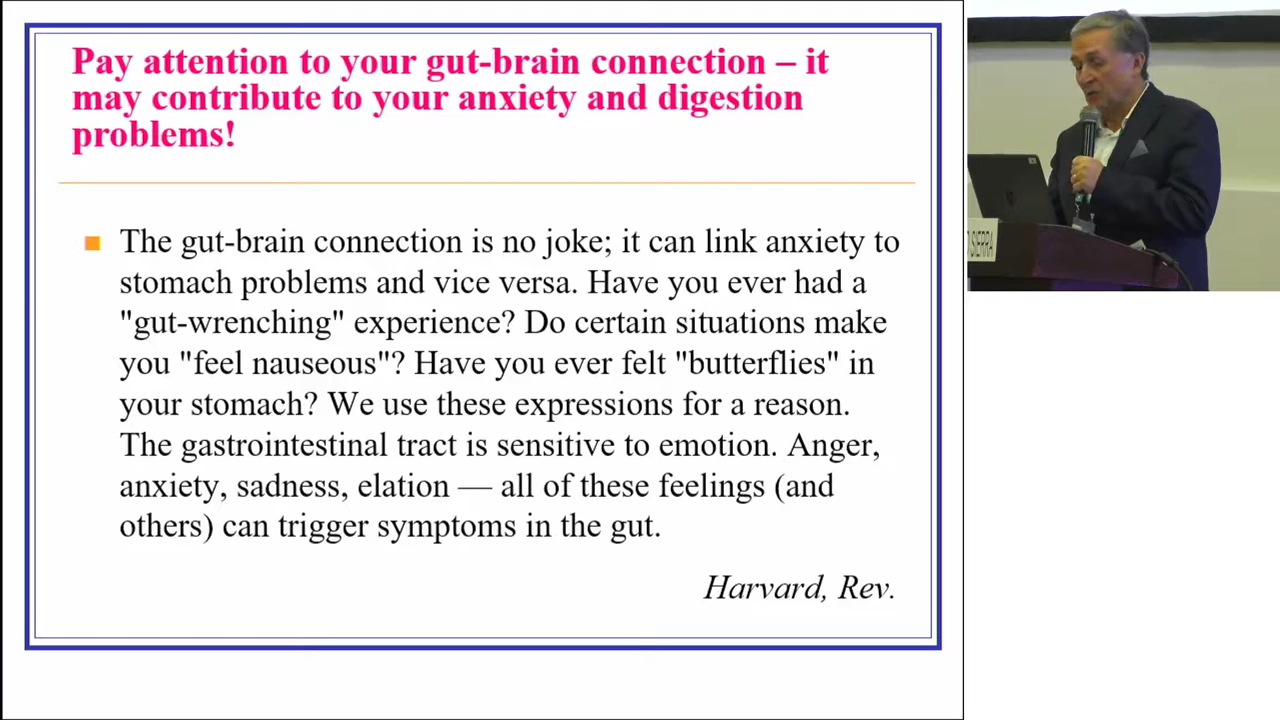 Pay attention to your gut-brain connection – it
may contribute to your anxiety and digestion
problems!
The gut-brain connection is no joke; it can link anxiety to
stomach problems and vice versa. Have you ever had a
"gut-wrenching" experience? Do certain situations make
you "feel nauseous"? Have you ever felt "butterflies" in
your stomach? We use these expressions for a reason.
The gastrointestinal tract is sensitive to emotion. Anger,
anxiety, sadness, elation — all of these feelings (and
others) can trigger symptoms in the gut.
Harvard, Rev.
SIERRA